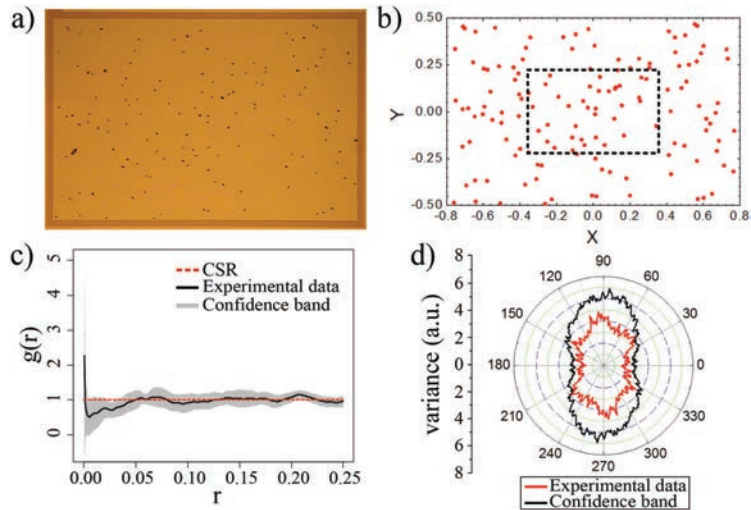 a)
b)
0.50
0.25
0.00
-0.25
-0.50
Y
-0.8 -0.6 -0.4 -0.2 0.0 0.2 0.4 0.6 0.8
X
c)
CSR
Experimental data
Confidence band
5
4
3
2
1
0
g(r)
0.00 0.05 0.10 0.15 0.20 0.25
r
d)
8
6
4
2
0
2
4
6
8
variance (a.u.)
90
120 60
150 30
180 0
210 330
240 300
270
Experimental data
Confidence band